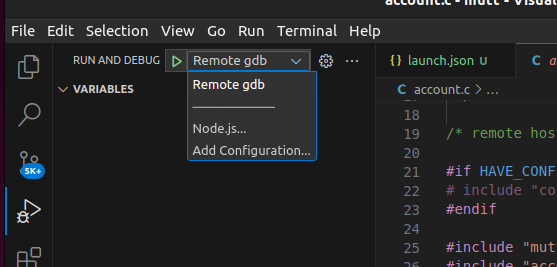 account.c - mutt - Visual
File Edit Selection View Go Run Terminal Help
RUN AND DEBUG Remote gdb
VARIABLES
Remote gdb
Node.js...
Add Configuration...
5K+
{ } launch.json U
C account.c > ...
18
19 /* remote hos
20
21 #if HAVE_CONF
22 # include "co
23 #endif
24
25 #include "mut
26 #include "acc